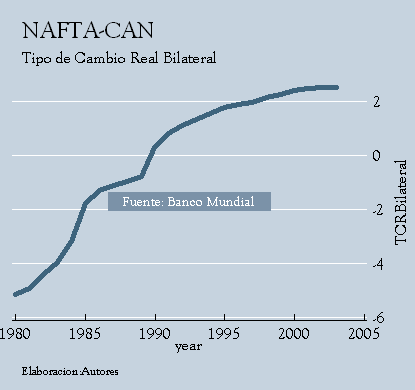 NAFTA-CAN
Tipo de Cambio Real Bilateral
2
0
-2
-4
-6
TCRBilateral
Fuente: Banco Mundial
1980 1985 1990 1995 2000 2005
year
Elaboracion:Autores